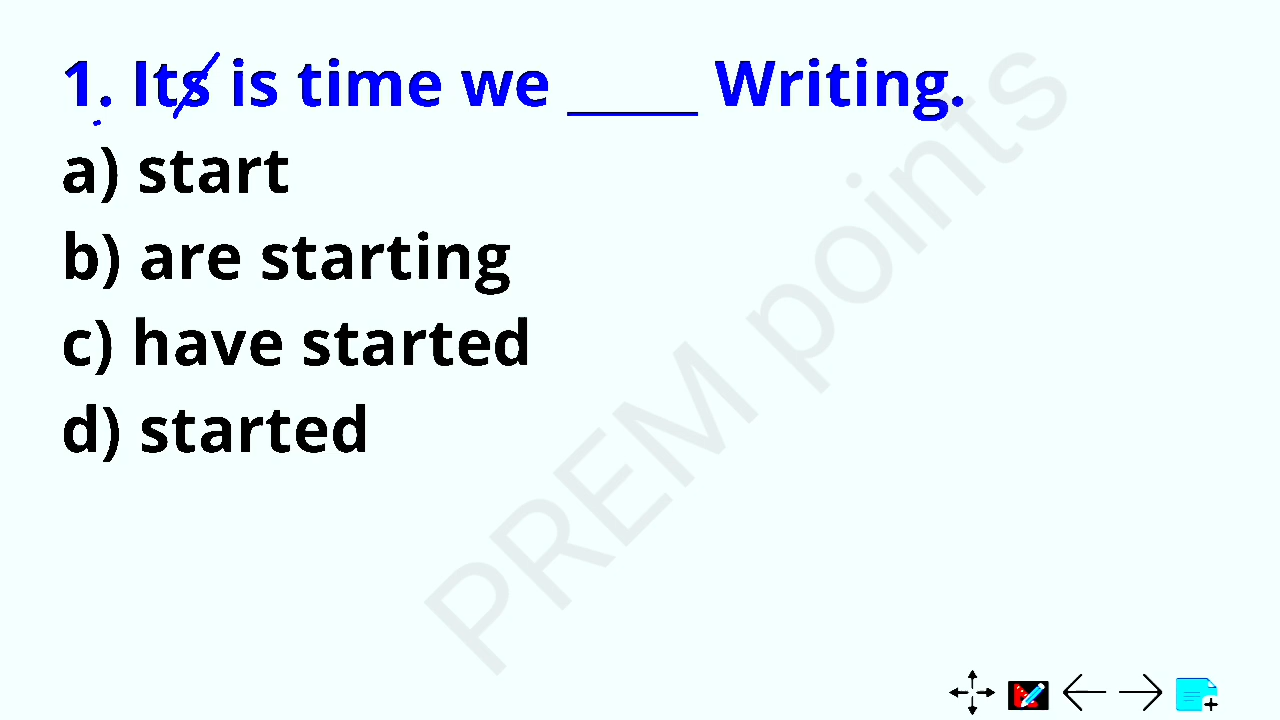 1. Its is time we _____ Writing.
a) start
b) are starting
c) have started
d) started
PREM points